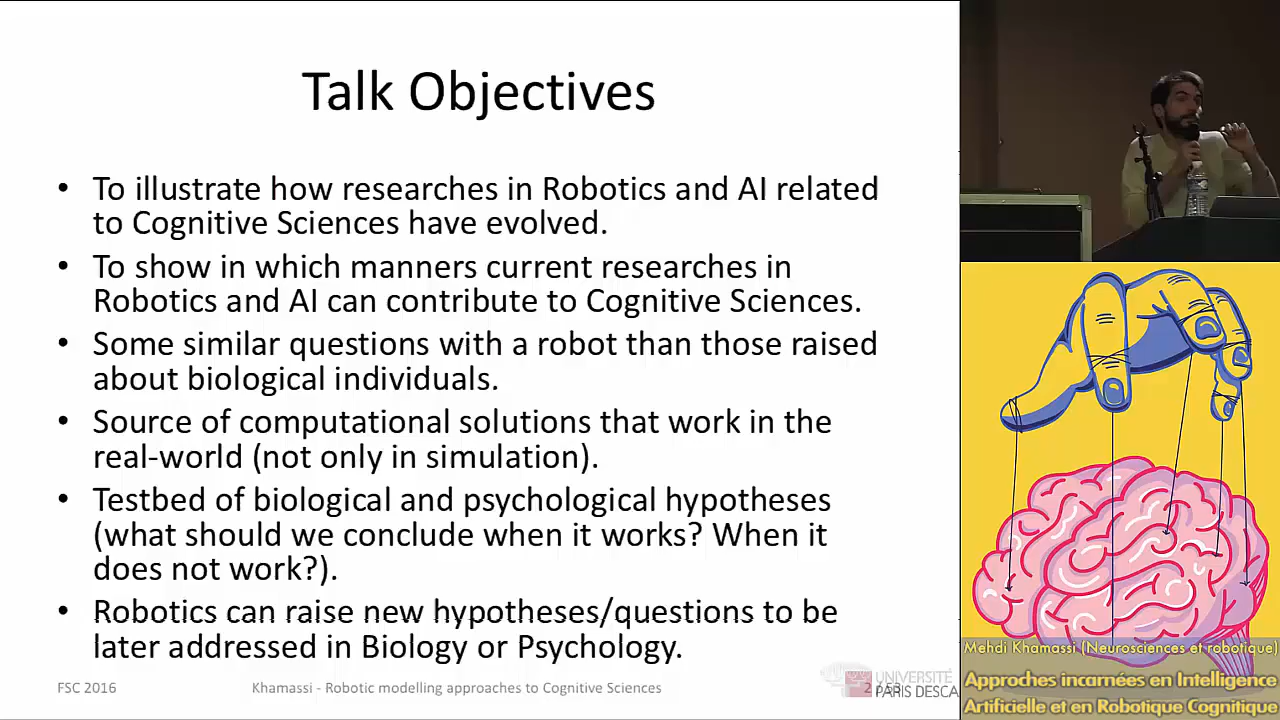 Talk Objectives
• To illustrate how researches in Robotics and AI related
to Cognitive Sciences have evolved.
• To show in which manners current researches in
Robotics and AI can contribute to Cognitive Sciences.
• Some similar questions with a robot than those raised
about biological individuals.
• Source of computational solutions that work in the
real-world (not only in simulation).
• Testbed of biological and psychological hypotheses
(what should we conclude when it works? When it
does not work?).
• Robotics can raise new hypotheses/questions to be
later addressed in Biology or Psychology.
FSC 2016
Khamassi - Robotic modelling approaches to Cognitive Sciences
2
UNIVERSITÉ
PARIS DESCA
Mehdi Khamassi (Neurosciences et robotique)
Approches incarnées en Intelligence
Artificielle et en Robotique Cognitique